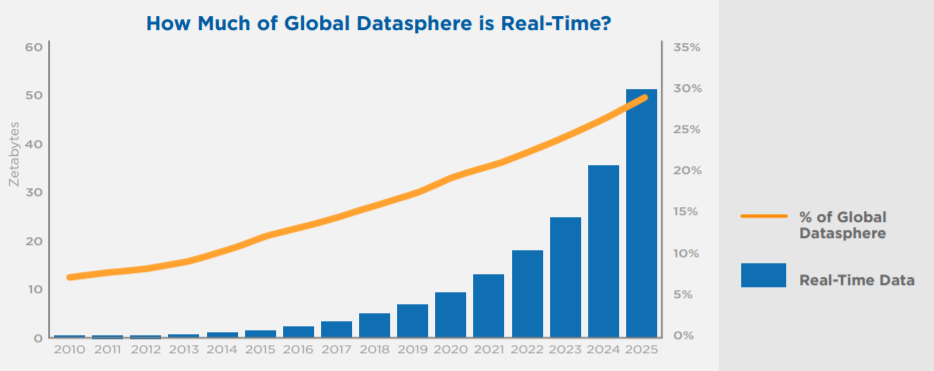 How Much of Global Datasphere is Real-Time?
60
50
40
30
20
10
0
Zetabytes
35%
30%
25%
20%
15%
10%
5%
0%
2010 2011 2012 2013 2014 2015 2016 2017 2018 2019 2020 2021 2022 2023 2024 2025
% of Global
Datasphere
Real-Time Data